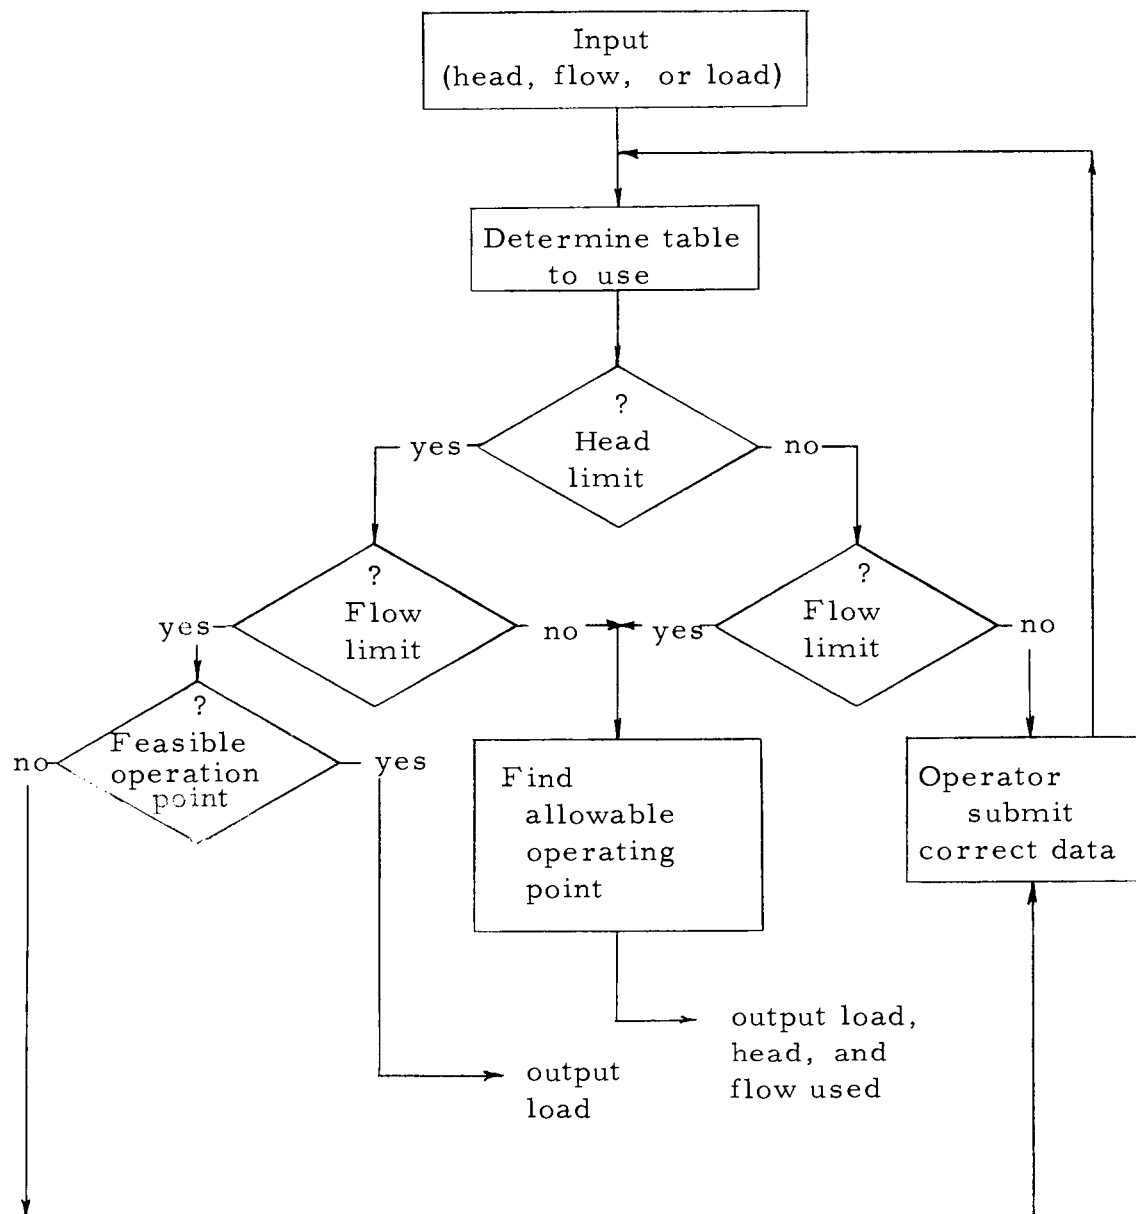 Input
(head, flow, or load)
Determine table
to use
?
Head
limit
yes
no
?
Flow
limit
yes
no
?
Flow
limit
yes
no
?
Feasible
operation
point
no
yes
Find
allowable
operating
point
Operator
submit
correct data
output load,
head, and
flow used
output
load